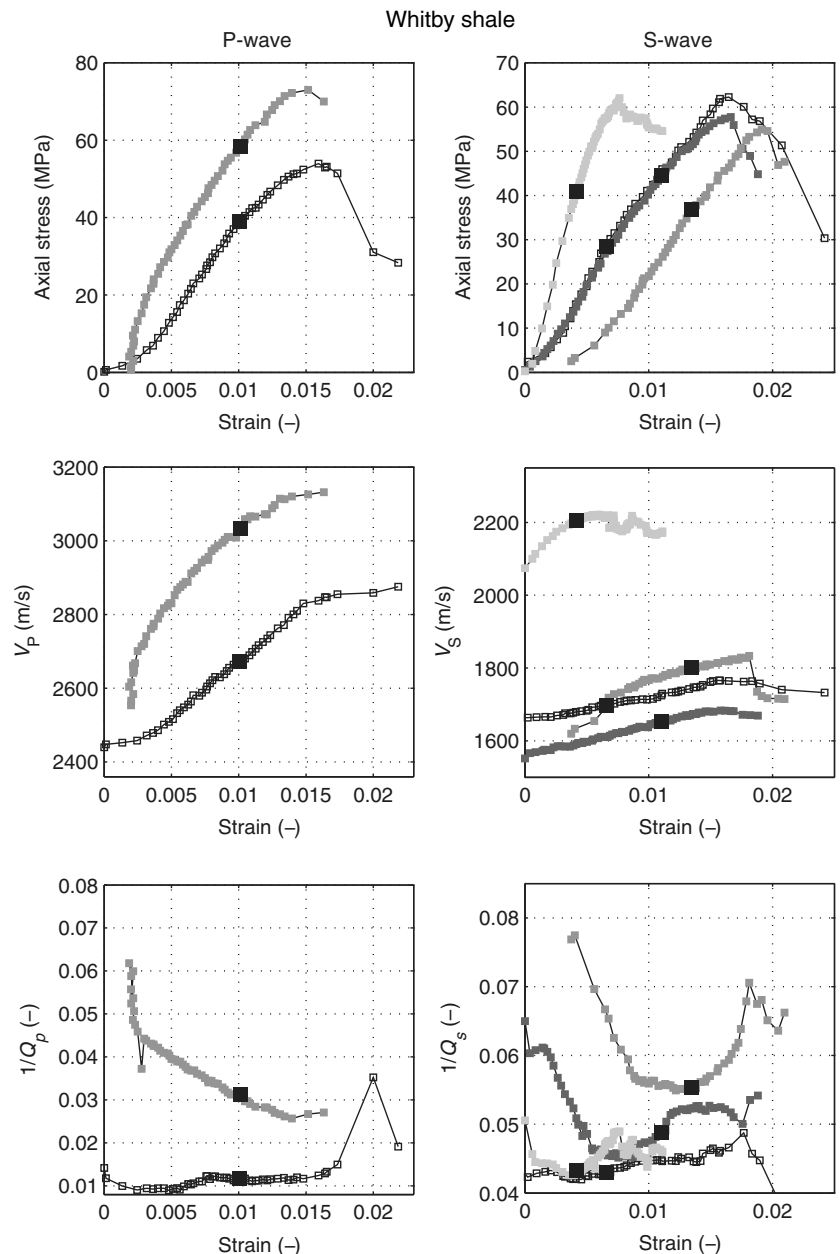 Whitby shale
P-wave
S-wave
80
60
40
20
0
Axial stress (MPa)
0 0.005 0.01 0.015 0.02
Strain (–)
70
60
50
40
30
20
10
0
Axial stress (MPa)
0 0.01 0.02
Strain (–)
3200
3000
2800
2600
2400
VP (m/s)
0 0.005 0.01 0.015 0.02
Strain (–)
2200
2000
1800
1600
VS (m/s)
0 0.01 0.02
Strain (–)
0.08
0.07
0.06
0.05
0.04
0.03
0.02
0.01
1/Qp (–)
0 0.005 0.01 0.015 0.02
Strain (–)
0.08
0.07
0.06
0.05
0.04
1/Qs (–)
0 0.01 0.02
Strain (–)